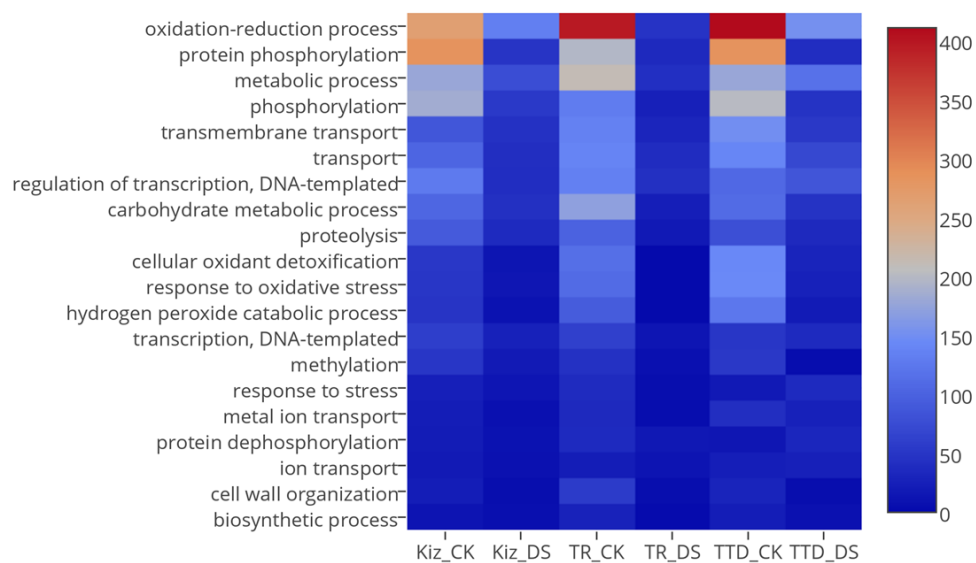 oxidation-reduction process
protein phosphorylation
metabolic process
phosphorylation
transmembrane transport
transport
regulation of transcription, DNA-templated
carbohydrate metabolic process
proteolysis
cellular oxidant detoxification
response to oxidative stress
hydrogen peroxide catabolic process
transcription, DNA-templated
methylation
response to stress
metal ion transport
protein dephosphorylation
ion transport
cell wall organization
biosynthetic process
Kiz_CK Kiz_DS TR_CK TR_DS TTD_CK TTD_DS
400
350
300
250
200
150
100
50
0